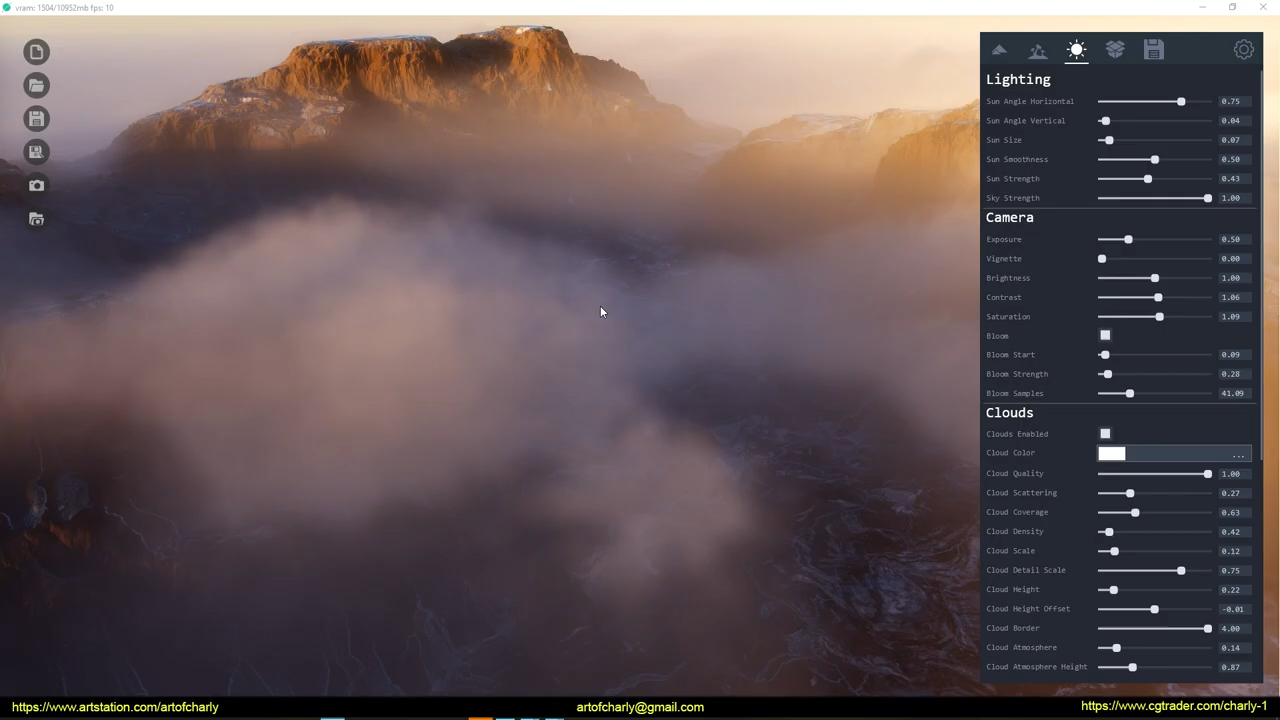 vram: 1504/10952mb fps: 10
Lighting
Sun Angle Horizontal 0.75
Sun Angle Vertical 0.04
Sun Size 0.07
Sun Smoothness 0.50
Sun Strength 0.43
Sky Strength 1.00
Camera
Exposure 0.50
Vignette 0.00
Brightness 1.00
Contrast 1.06
Saturation 1.09
Bloom
Bloom Start 0.09
Bloom Strength 0.28
Bloom Samples 41.09
Clouds
Clouds Enabled
Cloud Color ...
Cloud Quality 1.00
Cloud Scattering 0.27
Cloud Coverage 0.63
Cloud Density 0.42
Cloud Scale 0.12
Cloud Detail Scale 0.75
Cloud Height 0.22
Cloud Height Offset -0.01
Cloud Border 4.00
Cloud Atmosphere 0.14
Cloud Atmosphere Height 0.87
https://www.artstation.com/artofcharly artofcharly@gmail.com https://www.cgtrader.com/charly-1